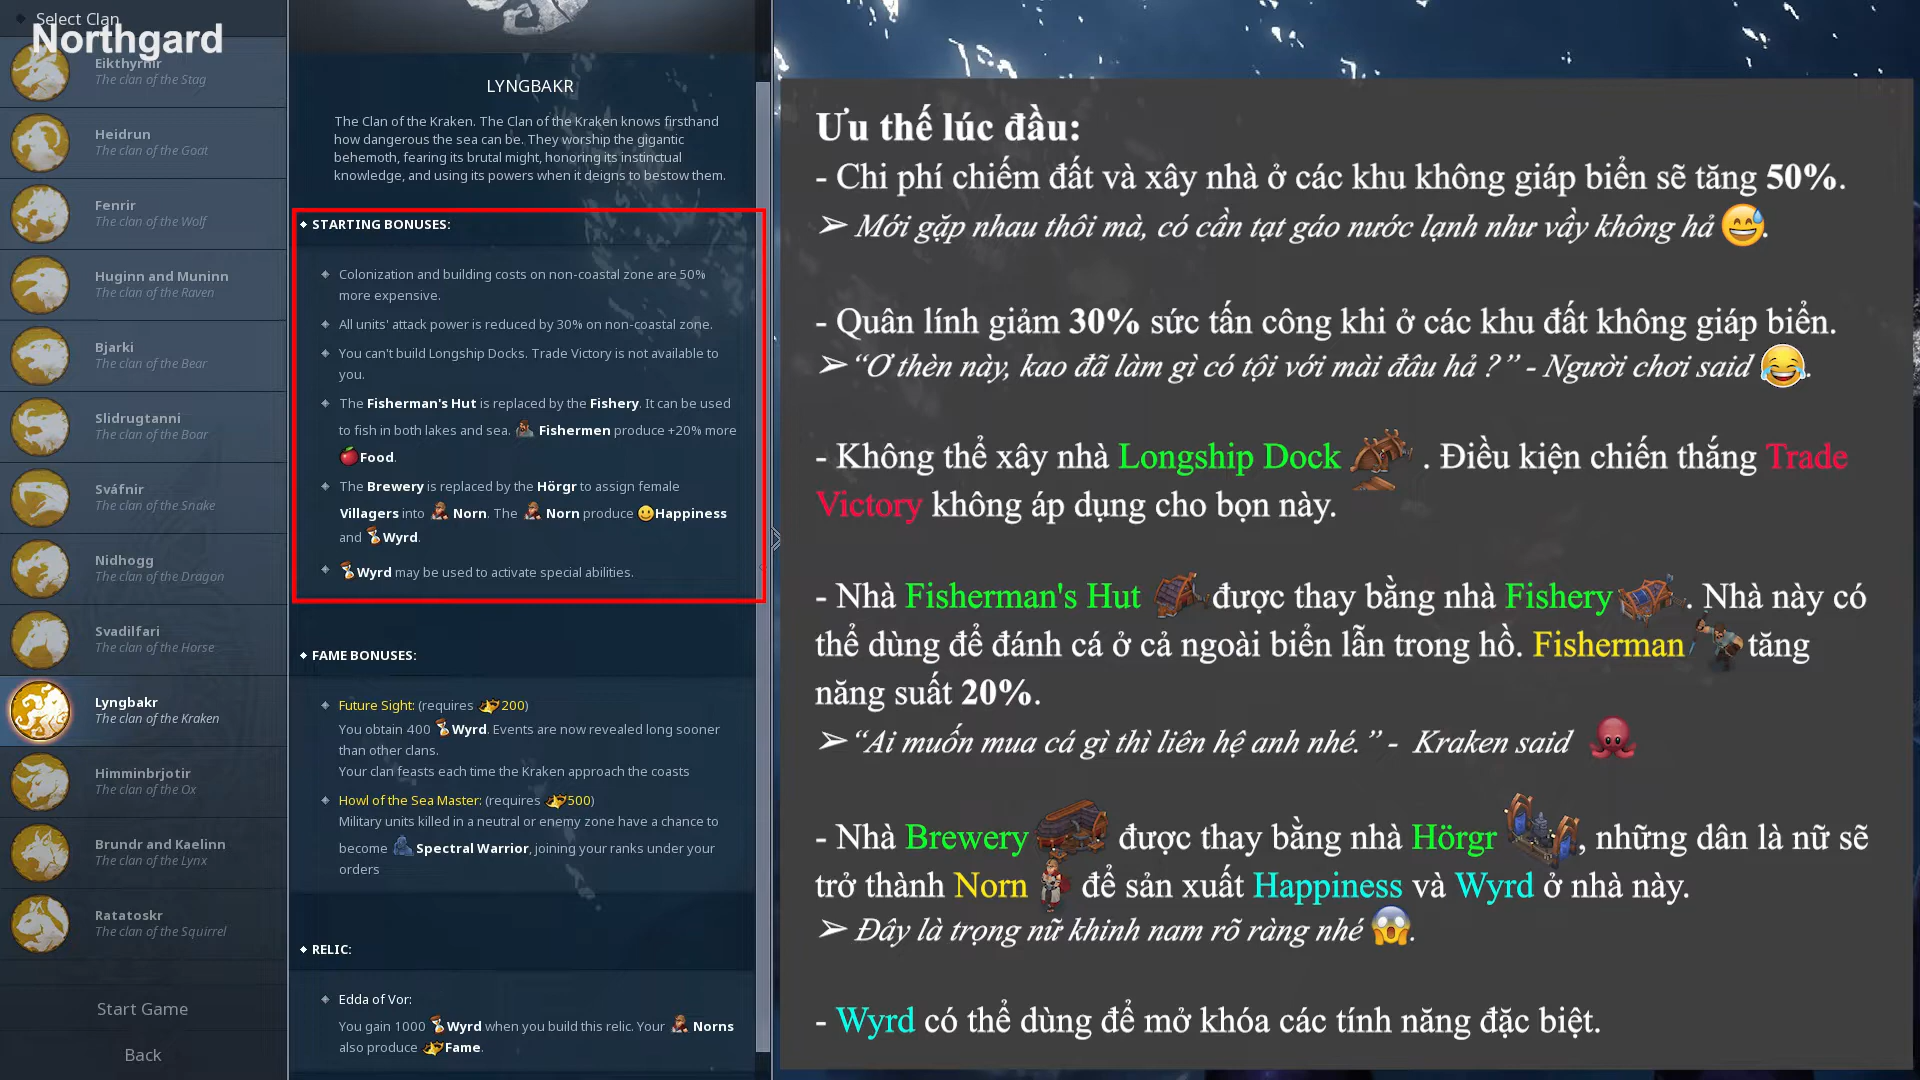 Select Clan
Northgard
Eikthyrnir
The clan of the Stag
Heidrun
The clan of the Goat
Fenrir
The clan of the Wolf
Huginn and Muninn
The clan of the Raven
Bjarki
The clan of the Bear
Slidrugtanni
The clan of the Boar
Sváfnir
The clan of the Snake
Nidhogg
The clan of the Dragon
Svadilfari
The clan of the Horse
Lyngbakr
The clan of the Kraken
Himminbrjotir
The clan of the Ox
Brundr and Kaelinn
The clan of the Lynx
Ratatoskr
The clan of the Squirrel
Start Game
Back
LYNGBAKR
The Clan of the Kraken. The Clan of the Kraken knows firsthand
how dangerous the sea can be. They worship the gigantic
behemoth, fearing its brutal might, honoring its instinctual
knowledge, and using its powers when it deigns to bestow them.
STARTING BONUSES:
Colonization and building costs on non-coastal zone are 50%
more expensive.
All units' attack power is reduced by 30% on non-coastal zone.
You can't build Longship Docks. Trade Victory is not available to
you.
The Fisherman's Hut is replaced by the Fishery. It can be used
to fish in both lakes and sea. Fishermen produce +20% more
Food.
The Brewery is replaced by the Hörgr to assign female
Villagers into Norn. The Norn produce Happiness
and Wyrd.
Wyrd may be used to activate special abilities.
FAME BONUSES:
Future Sight: (requires 200)
You obtain 400 Wyrd. Events are now revealed long sooner
than other clans.
Your clan feasts each time the Kraken approach the coasts
Howl of the Sea Master: (requires 500)
Military units killed in a neutral or enemy zone have a chance to
become Spectral Warrior, joining your ranks under your
orders
RELIC:
Edda of Vor:
You gain 1000 Wyrd when you build this relic. Your Norns
also produce Fame.
Ưu thế lúc đầu:
- Chi phí chiếm đất và xây nhà ở các khu không giáp biển sẽ tăng 50%.
➢ Mới gặp nhau thôi mà, có cần tạt gáo nước lạnh như vầy không hả 😅.
- Quân lính giảm 30% sức tấn công khi ở các khu đất không giáp biển.
➢ “Ơ thèn này, kao đã làm gì có tội với mài đâu hả ?” - Người chơi said 😂.
- Không thể xây nhà Longship Dock . Điều kiện chiến thắng Trade
Victory không áp dụng cho bọn này.
- Nhà Fisherman's Hut được thay bằng nhà Fishery . Nhà này có
thể dùng để đánh cá ở cả ngoài biển lẫn trong hồ. Fisherman tăng
năng suất 20%.
➢ “Ai muốn mua cá gì thì liên hệ anh nhé.” - Kraken said 🐙
- Nhà Brewery được thay bằng nhà Hörgr , những dân là nữ sẽ
trở thành Norn để sản xuất Happiness và Wyrd ở nhà này.
➢ Đây là trọng nữ khinh nam rõ ràng nhé 😱.
- Wyrd có thể dùng để mở khóa các tính năng đặc biệt.